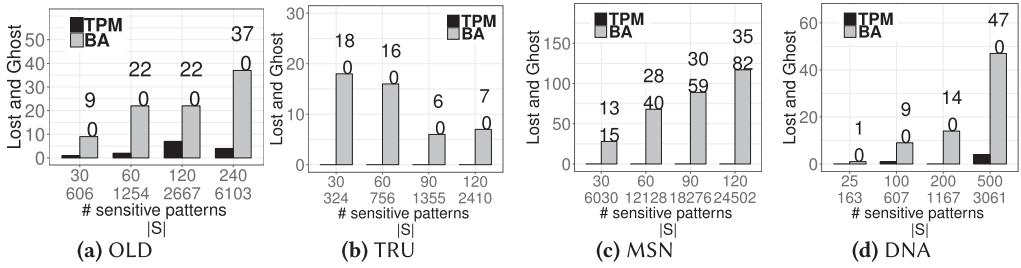 Lost and Ghost
50
40
30
20
10
0
TPM
BA
9
0
22
0
22
0
37
0
30 60 120 240
606 1254 2667 6103
# sensitive patterns
|S|
(a) OLD
Lost and Ghost
30
20
10
0
TPM
BA
18
0
16
0
6
0
7
0
30 60 90 120
324 756 1355 2410
# sensitive patterns
|S|
(b) TRU
Lost and Ghost
150
100
50
0
TPM
BA
13
15
28
40
30
59
35
82
30 60 90 120
6030 12128 18276 24502
# sensitive patterns
|S|
(c) MSN
Lost and Ghost
60
40
20
0
TPM
BA
1
0
9
0
14
0
47
0
25 100 200 500
163 607 1167 3061
# sensitive patterns
|S|
(d) DNA